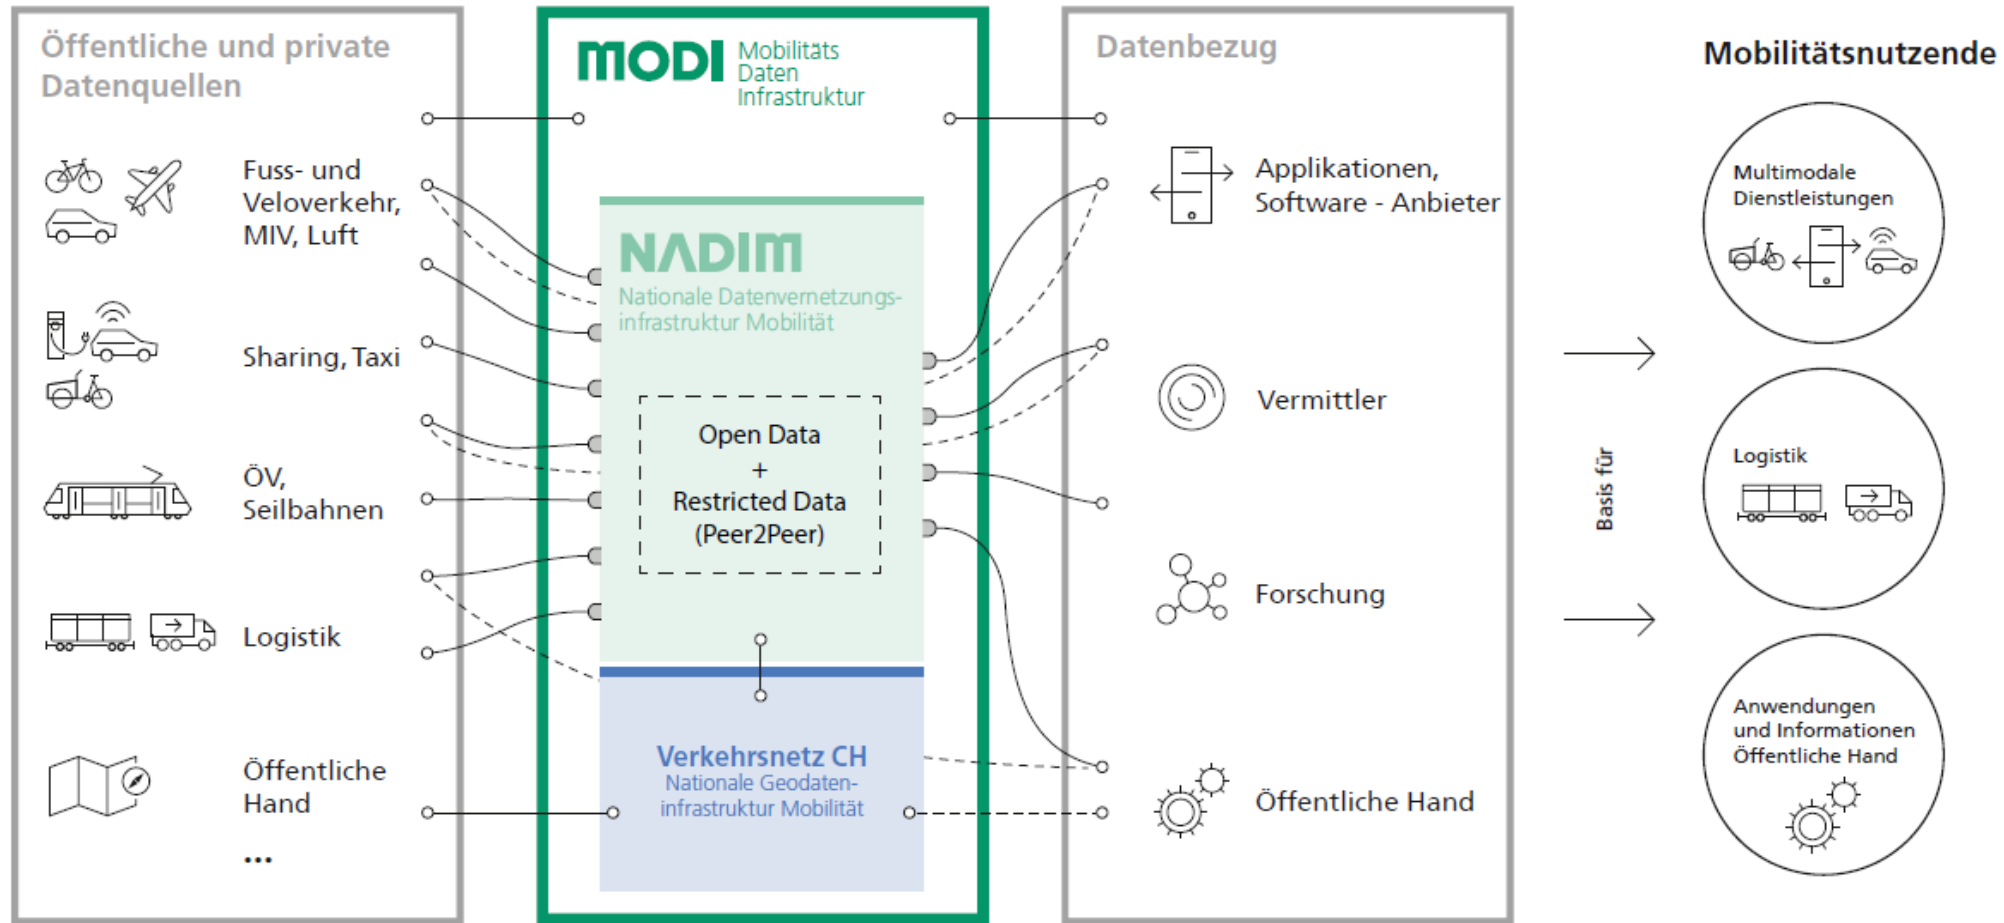 Öffentliche und private
Datenquellen
Fuss- und
Veloverkehr,
MIV, Luft
Sharing, Taxi
ÖV,
Seilbahnen
Logistik
Öffentliche
Hand
...
MODI
Mobilitäts
Daten
Infrastruktur
NADIM
Nationale Datenvernetzungs-
infrastruktur Mobilität
Open Data
+
Restricted Data
(Peer2Peer)
Verkehrsnetz CH
Nationale Geodaten-
infrastruktur Mobilität
Datenbezug
Applikationen,
Software - Anbieter
Vermittler
Forschung
Öffentliche Hand
Basis für
Mobilitätsnutzende
Multimodale
Dienstleistungen
Logistik
Anwendungen
und Informationen
Öffentliche Hand